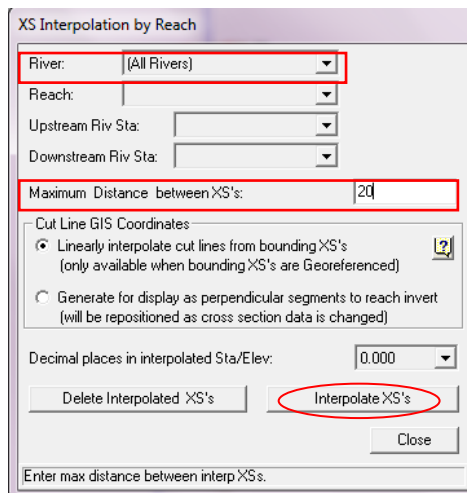 XS Interpolation by Reach
River: (All Rivers)
Reach:
Upstream Riv Sta:
Downstream Riv Sta:
Maximum Distance between XS's: 20
Cut Line GIS Coordinates
Linearly interpolate cut lines from bounding XS's
(only available when bounding XS's are Georeferenced)
Generate for display as perpendicular segments to reach invert
(will be repositioned as cross section data is changed)
Decimal places in interpolated Sta/Elev: 0.000
Delete Interpolated XS's Interpolate XS's
Close
Enter max distance between interp XSs.